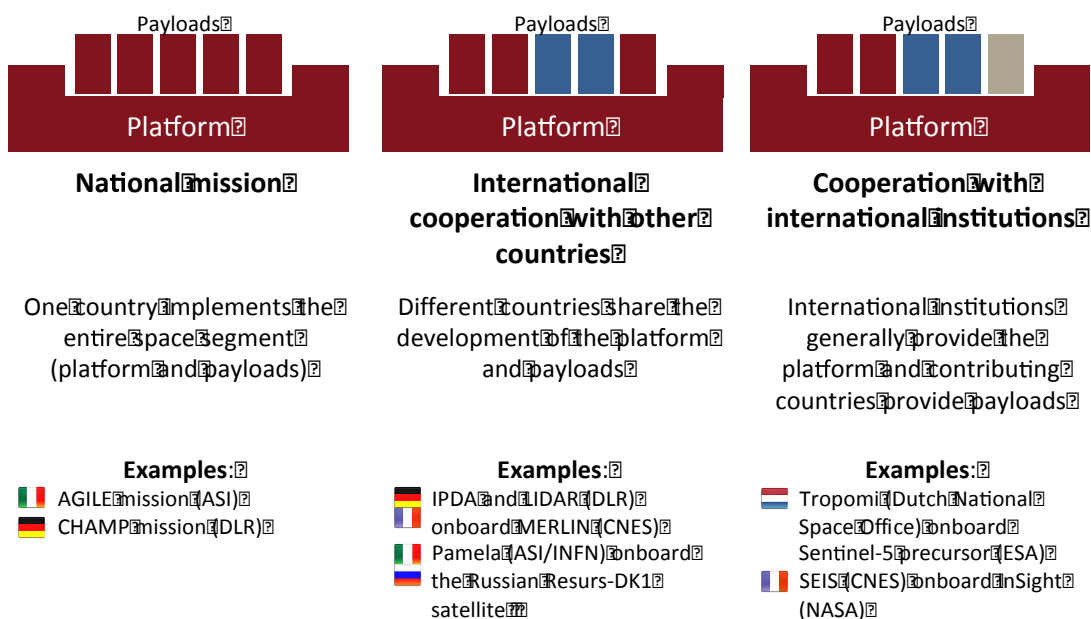 Payloads
Platform
National mission
One country implements the
entire space segment
(platform and payloads)
Examples:
AGILE mission (ASI)
CHAMP mission (DLR)
Payloads
Platform
International
cooperation with other
countries
Different countries share the
development of the platform
and payloads
Examples:
IPDA and LIDAR (DLR)
onboard MERLIN (CNES)
Pamela (ASI/INFN) onboard
the Russian Resurs-DK1
satellite
Payloads
Platform
Cooperation with
international institutions
International institutions
generally provide the
platform and contributing
countries provide payloads
Examples:
Tropomi (Dutch National
Space Office) onboard
Sentinel-5 precursor (ESA)
SEIS (CNES) onboard InSight
(NASA)